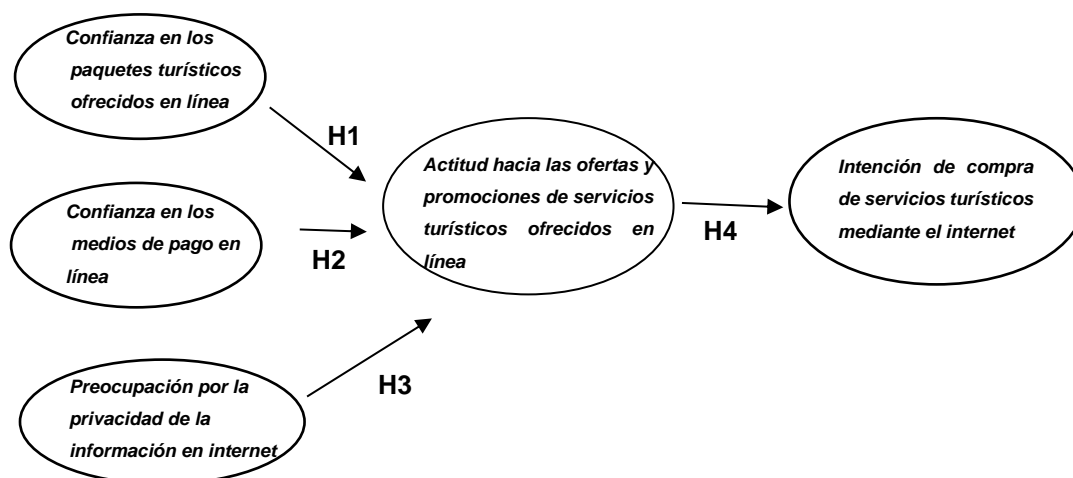 Confianza en los
paquetes turísticos
ofrecidos en línea
H1
Confianza en los
medios de pago en
línea
H2
Preocupación por la
privacidad de la
información en internet
H3
Actitud hacia las ofertas y
promociones de servicios
turísticos ofrecidos en
línea
H4
Intención de compra
de servicios turísticos
mediante el internet